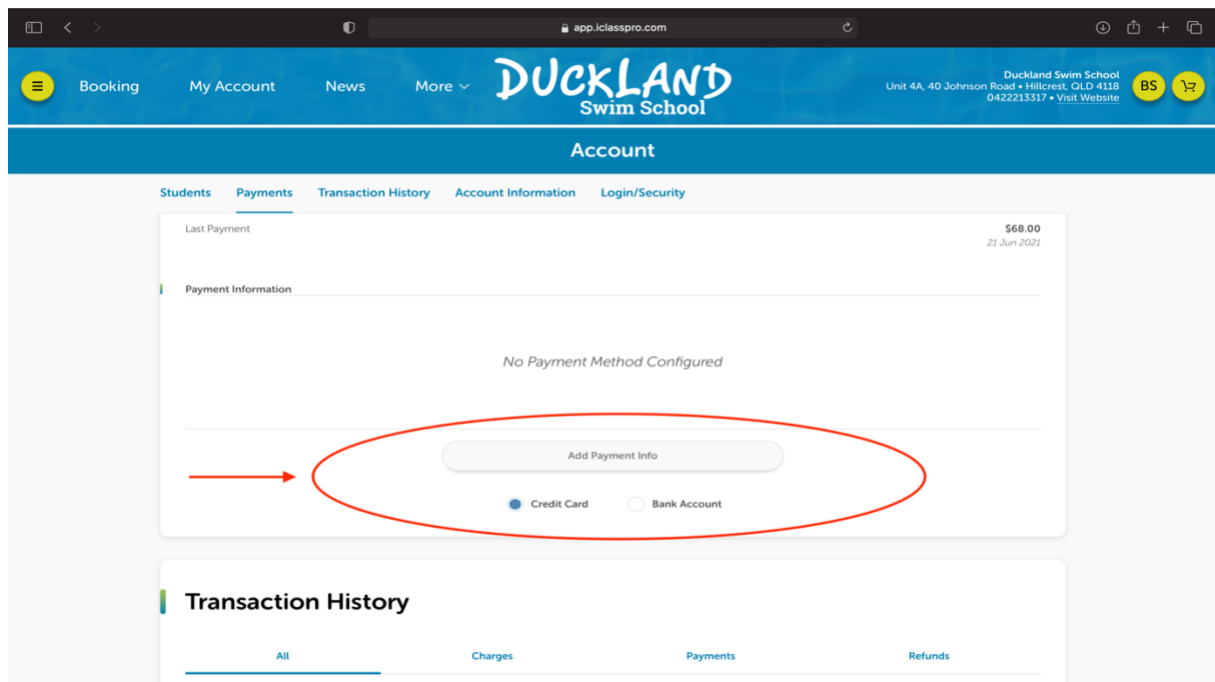 app.iclasspro.com
Booking My Account News More
DUCKLAND
Swim School
Duckland Swim School
Unit 4A, 40 Johnson Road • Hillcrest, QLD 4118
0422213317 • Visit Website
BS
Account
Students Payments Transaction History Account Information Login/Security
Last Payment $68.00
21 Jun 2021
Payment Information
No Payment Method Configured
Add Payment Info
Credit Card Bank Account
Transaction History
All Charges Payments Refunds